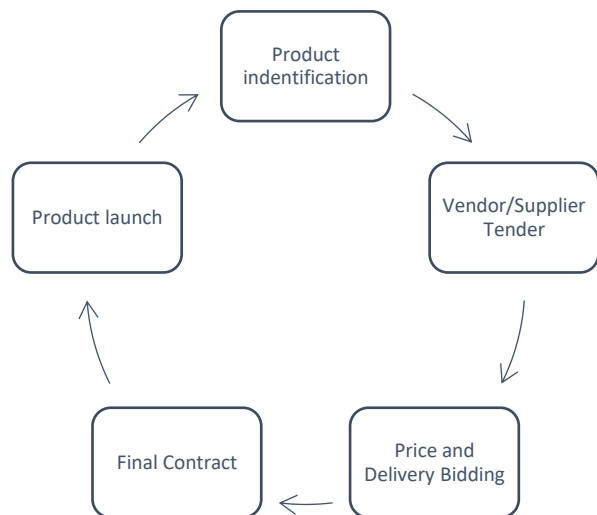 Product
indentification
Vendor/Supplier
Tender
Price and
Delivery Bidding
Final Contract
Product launch